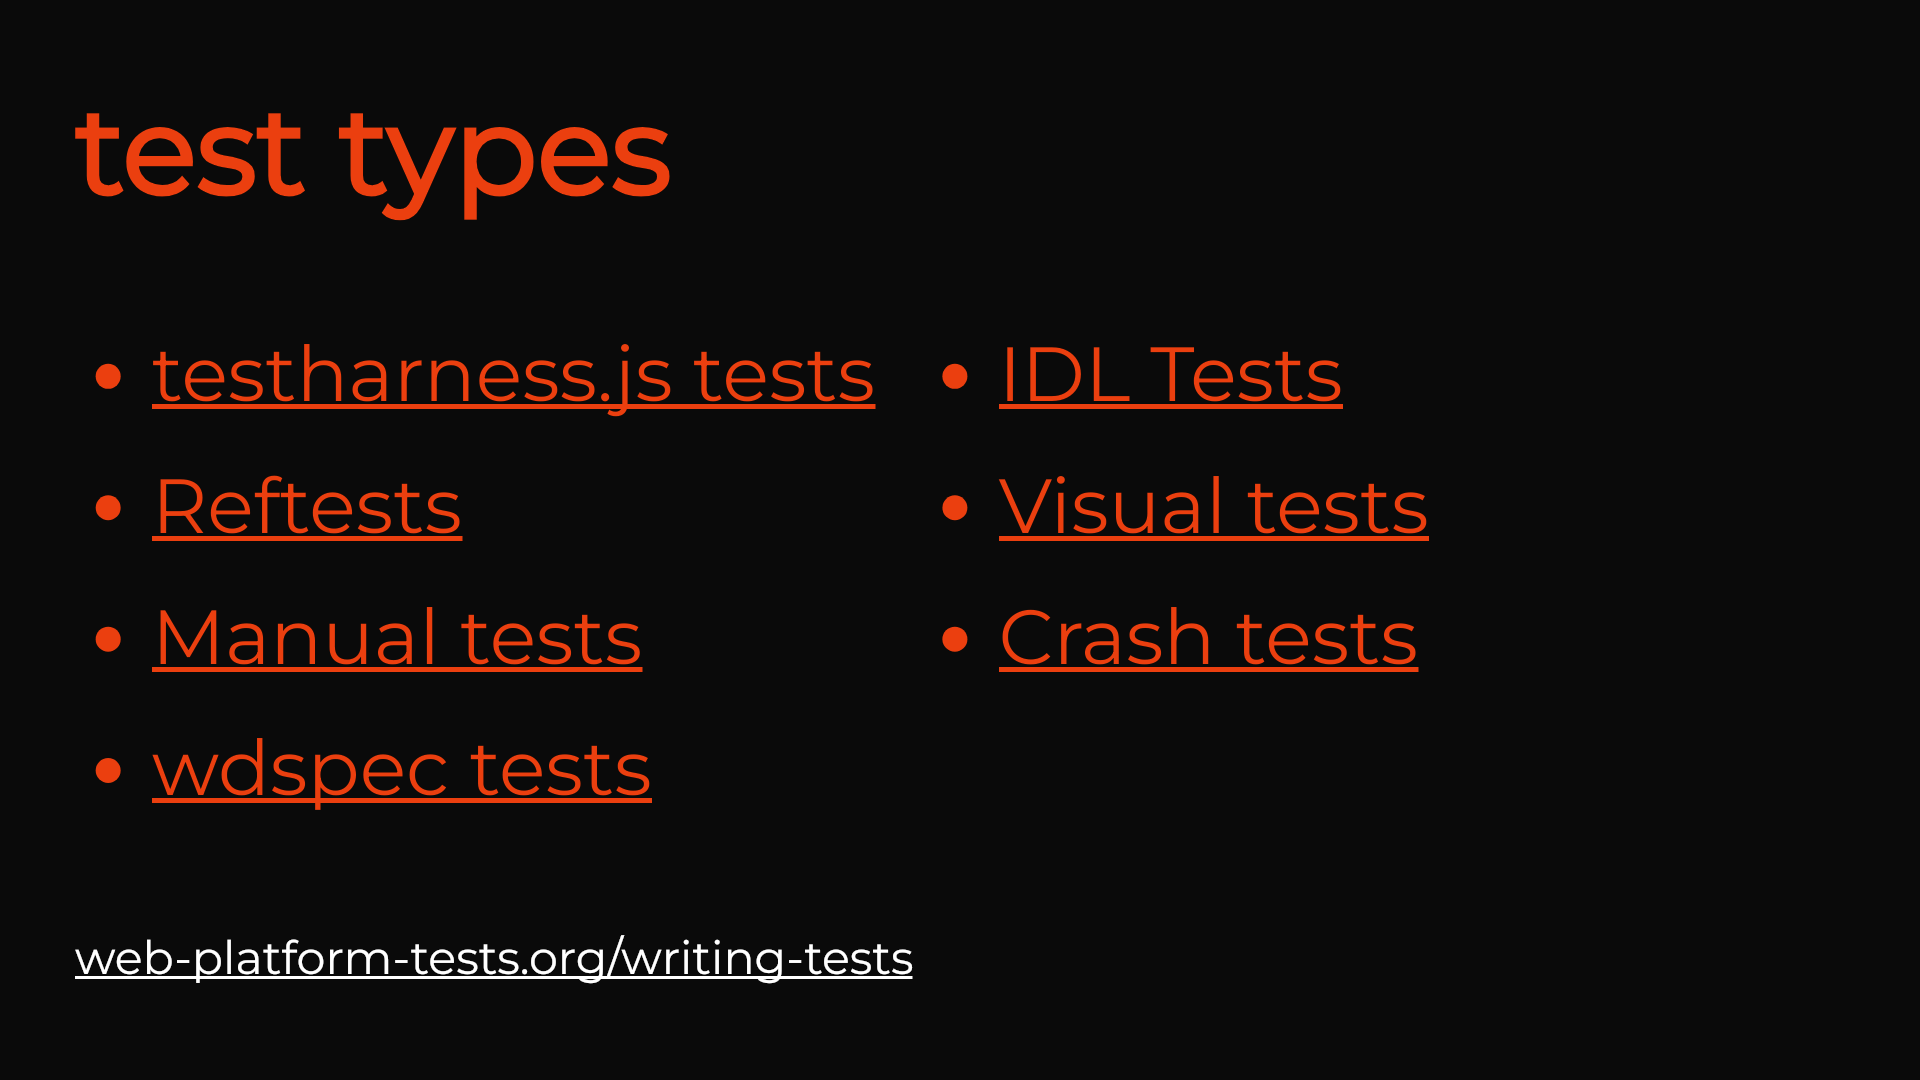 test types
• testharness.js tests
• Reftests
• Manual tests
• wdspec tests
• IDL Tests
• Visual tests
• Crash tests
web-platform-tests.org/writing-tests